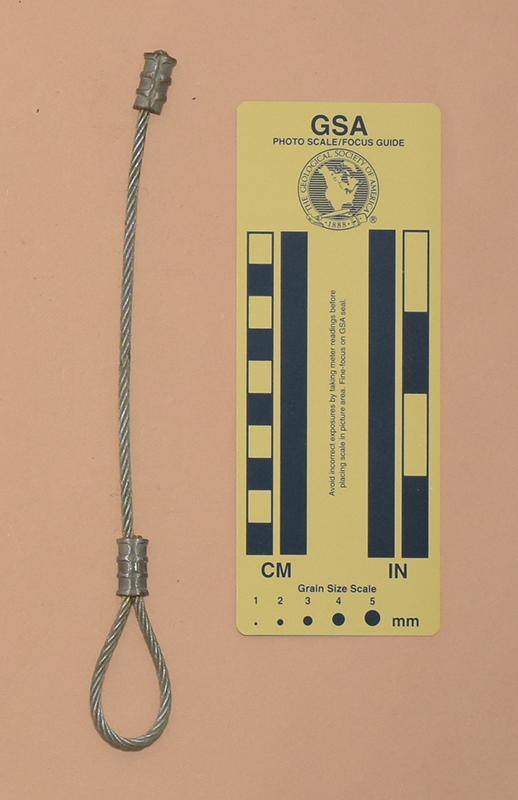 GSA
PHOTO SCALE/FOCUS GUIDE
THE GEOLOGICAL SOCIETY OF AMERICA
1888
®
Avoid incorrect exposures by taking meter readings before
placing scale in picture area. Fine-focus on GSA seal.
CM IN
Grain Size Scale
1 2 3 4 5
mm